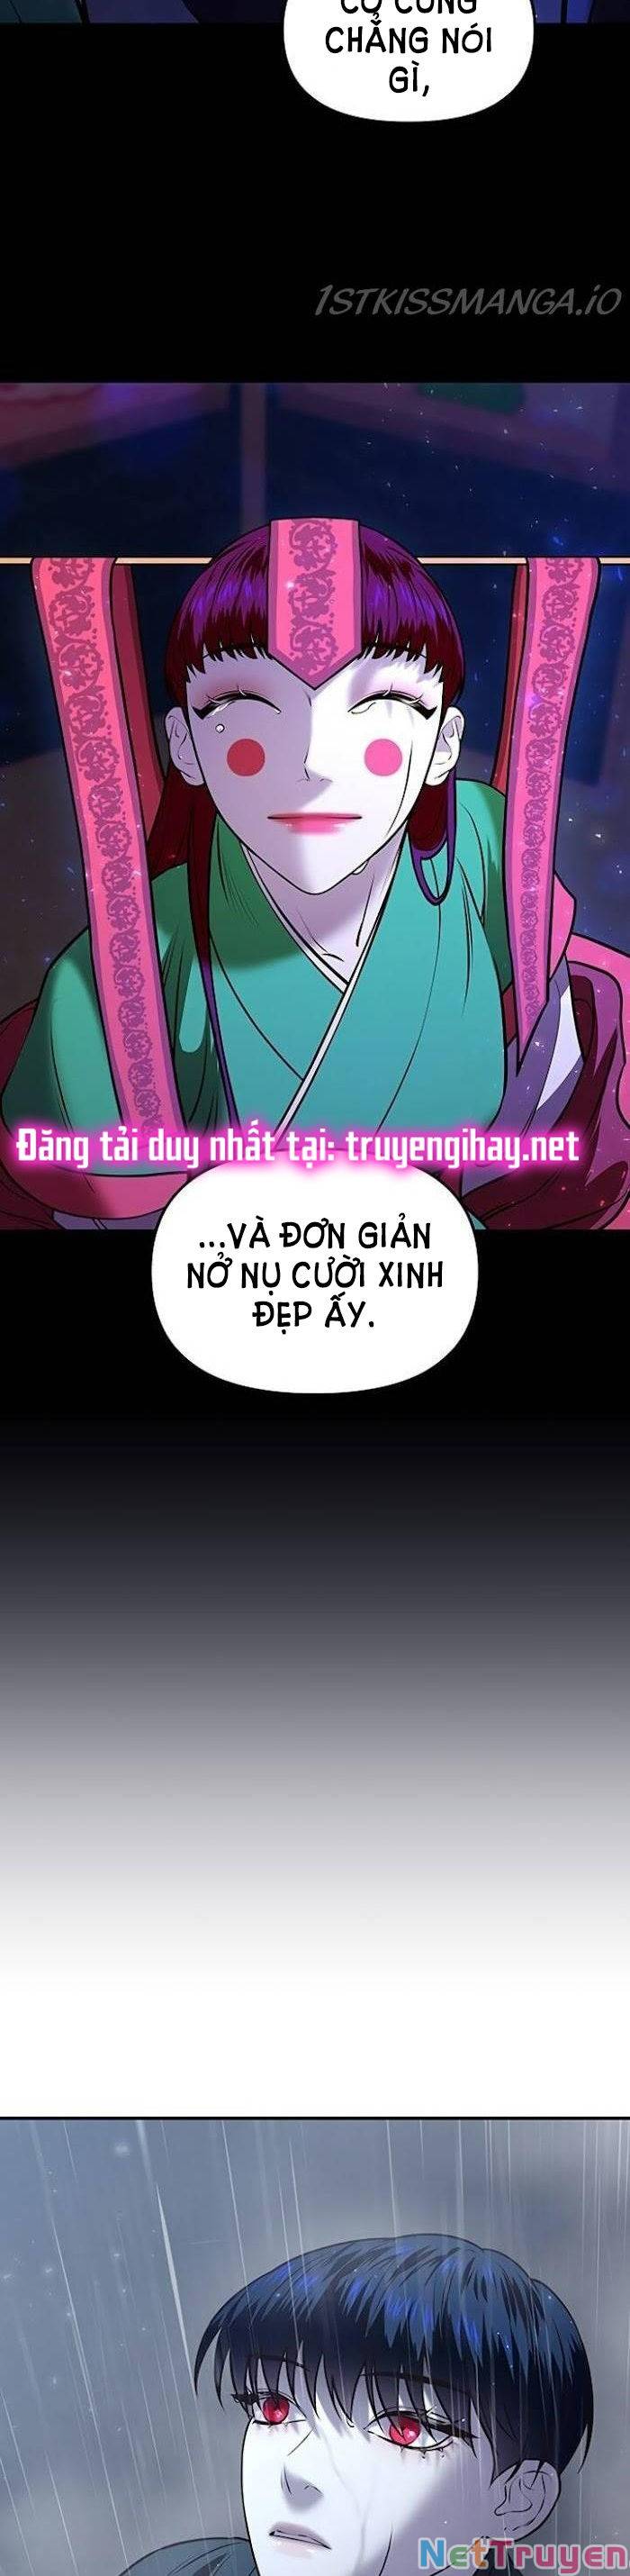 CÔ CŨNG
CHẲNG NÓI
GÌ,
1STKISSMANGA.IO
Đăng tải duy nhất tại: truyengihay.net
...VÀ ĐƠN GIẢN
NỞ NỤ CƯỜI XINH
ĐẸP ẤY.
NetTruyen